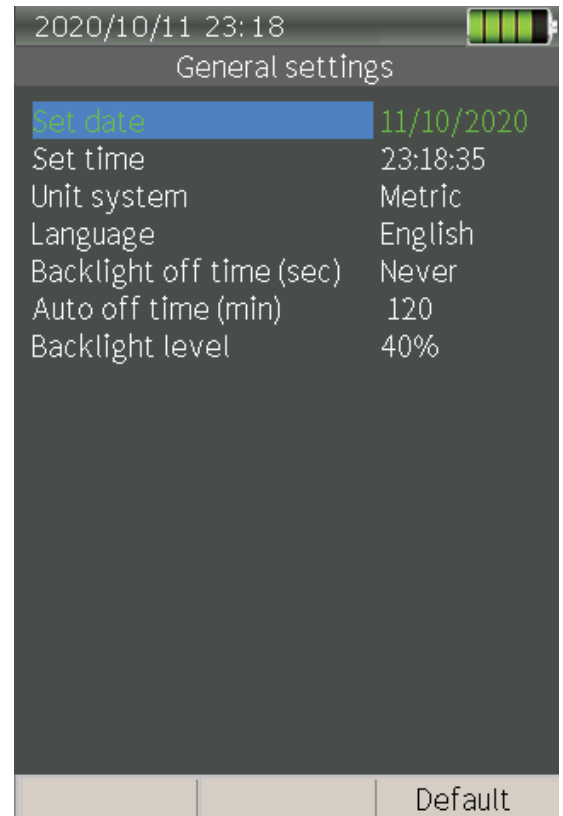 2020/10/11 23:18
General settings
Set date 11/10/2020
Set time 23:18:35
Unit system Metric
Language English
Backlight off time (sec) Never
Auto off time (min) 120
Backlight level 40%
Default